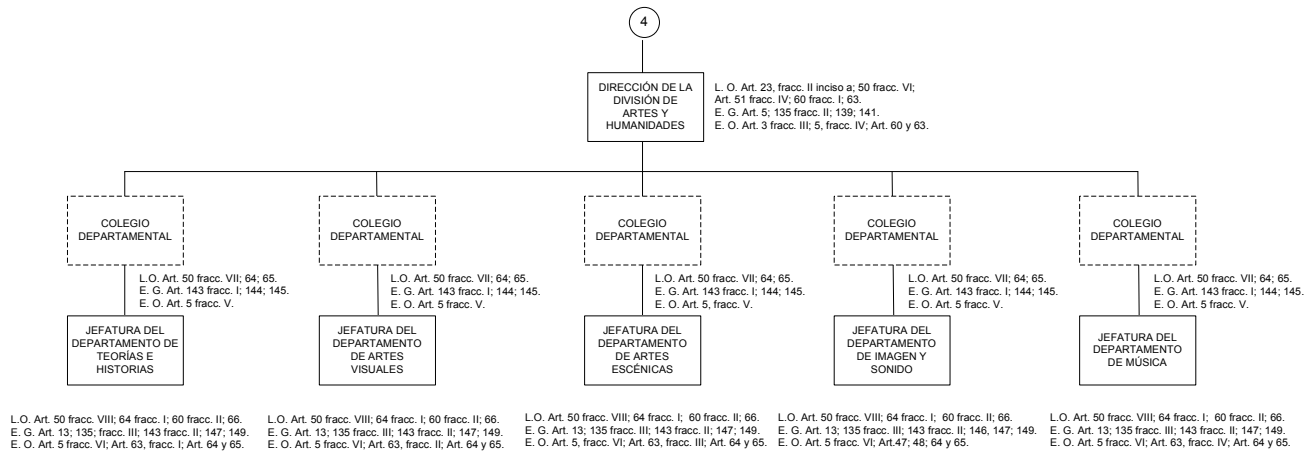 4
DIRECCIÓN DE LA
DIVISIÓN DE
ARTES Y
HUMANIDADES
L. O. Art. 23, fracc. II inciso a; 50 fracc. VI;
Art. 51 fracc. IV; 60 fracc. I; 63.
E. G. Art. 5; 135 fracc. II; 139; 141.
E. O. Art. 3 fracc. III; 5, fracc. IV; Art. 60 y 63.
COLEGIO
DEPARTAMENTAL
COLEGIO
DEPARTAMENTAL
COLEGIO
DEPARTAMENTAL
COLEGIO
DEPARTAMENTAL
COLEGIO
DEPARTAMENTAL
L.O. Art. 50 fracc. VII; 64; 65.
E. G. Art. 143 fracc. I; 144; 145.
E. O. Art. 5 fracc. V.
L.O. Art. 50 fracc. VII; 64; 65.
E. G. Art. 143 fracc. I; 144; 145.
E. O. Art. 5 fracc. V.
L.O. Art. 50 fracc. VII; 64; 65.
E. G. Art. 143 fracc. I; 144; 145.
E. O. Art. 5, fracc. V.
L.O. Art. 50 fracc. VII; 64; 65.
E. G. Art. 143 fracc. I; 144; 145.
E. O. Art. 5 fracc. V.
L.O. Art. 50 fracc. VII; 64; 65.
E. G. Art. 143 fracc. I; 144; 145.
E. O. Art. 5 fracc. V.
JEFATURA DEL
DEPARTAMENTO DE
TEORÍAS E
HISTORIAS
JEFATURA DEL
DEPARTAMENTO
DE ARTES
VISUALES
JEFATURA DEL
DEPARTAMENTO
DE ARTES
ESCÉNICAS
JEFATURA DEL
DEPARTAMENTO
DE IMAGEN Y
SONIDO
JEFATURA DEL
DEPARTAMENTO
DE MÚSICA
L.O. Art. 50 fracc. VIII; 64 fracc. I; 60 fracc. II; 66.
E. G. Art. 13; 135; fracc. III; 143 fracc. II; 147; 149.
E. O. Art. 5 fracc. VI; Art. 63, fracc. I; Art. 64 y 65.
L.O. Art. 50 fracc. VIII; 64 fracc. I; 60 fracc. II; 66.
E. G. Art. 13; 135 fracc. III; 143 fracc. II; 147; 149.
E. O. Art. 5 fracc. VI; Art. 63, fracc. II; Art. 64 y 65.
L.O. Art. 50 fracc. VIII; 64 fracc. I; 60 fracc. II; 66.
E. G. Art. 13; 135 fracc. III; 143 fracc. II; 147; 149.
E. O. Art. 5, fracc. VI; Art. 63, fracc. III; Art. 64 y 65.
L.O. Art. 50 fracc. VIII; 64 fracc. I; 60 fracc. II; 66.
E. G. Art. 13; 135 fracc. III; 143 fracc. II; 146, 147; 149.
E. O. Art. 5 fracc. VI; Art.47; 48; 64 y 65.
L.O. Art. 50 fracc. VIII; 64 fracc. I; 60 fracc. II; 66.
E. G. Art. 13; 135 fracc. III; 143 fracc. II; 147; 149.
E. O. Art. 5 fracc. VI; Art. 63, fracc. IV; Art. 64 y 65.